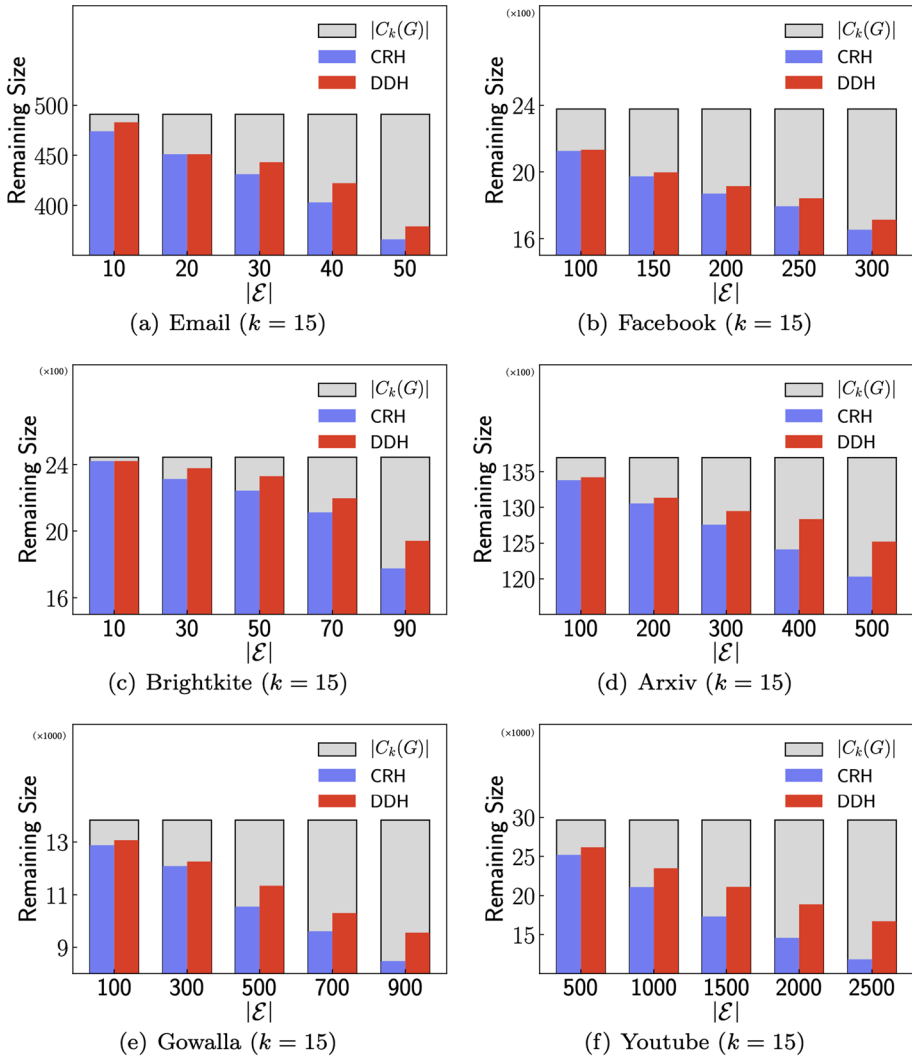 |C_k(G)|
CRH
DDH
Remaining Size
500
450
400
10 20 30 40 50
|ℰ|
(a) Email (k = 15)
(×100)
|C_k(G)|
CRH
DDH
Remaining Size
24
20
16
100 150 200 250 300
|ℰ|
(b) Facebook (k = 15)
(×100)
|C_k(G)|
CRH
DDH
Remaining Size
24
20
16
10 30 50 70 90
|ℰ|
(c) Brightkite (k = 15)
(×100)
|C_k(G)|
CRH
DDH
Remaining Size
135
130
125
120
100 200 300 400 500
|ℰ|
(d) Arxiv (k = 15)
(×1000)
|C_k(G)|
CRH
DDH
Remaining Size
13
11
9
100 300 500 700 900
|ℰ|
(e) Gowalla (k = 15)
(×1000)
|C_k(G)|
CRH
DDH
Remaining Size
30
25
20
15
500 1000 1500 2000 2500
|ℰ|
(f) Youtube (k = 15)